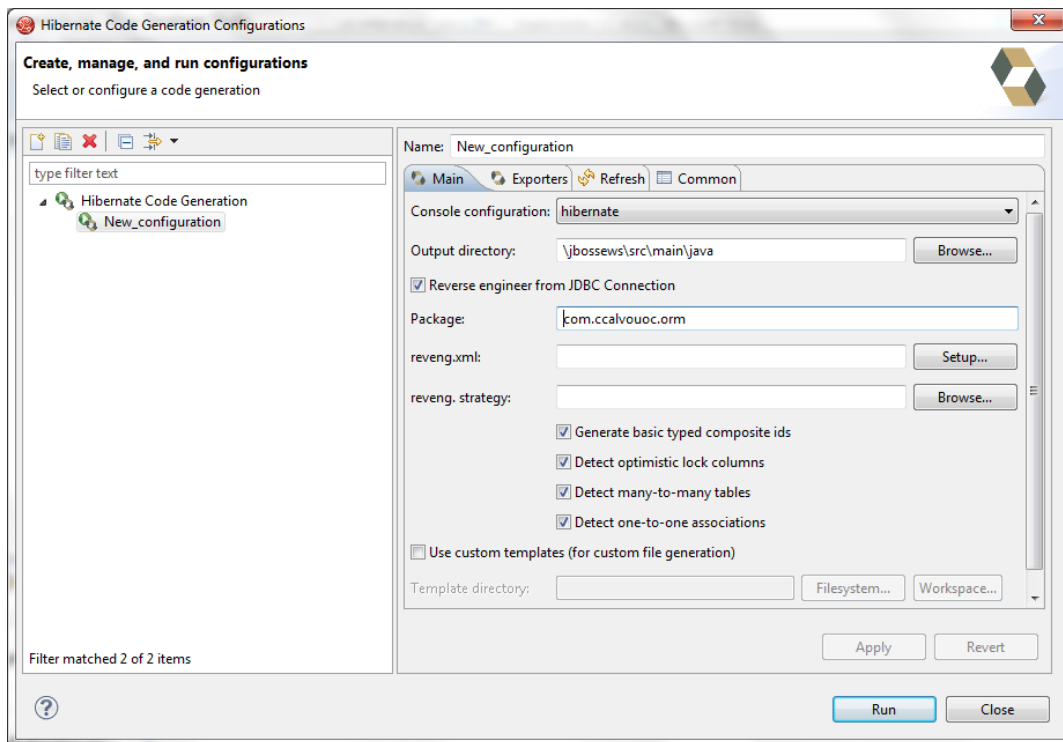 Hibernate Code Generation Configurations
Create, manage, and run configurations
Select or configure a code generation
type filter text
Hibernate Code Generation
New_configuration
Filter matched 2 of 2 items
Name: New_configuration
Main Exporters Refresh Common
Console configuration: hibernate
Output directory: \jbossews\src\main\java Browse...
Reverse engineer from JDBC Connection
Package: com.ccalvouoc.orm
reveng.xml: Setup...
reveng. strategy: Browse...
Generate basic typed composite ids
Detect optimistic lock columns
Detect many-to-many tables
Detect one-to-one associations
Use custom templates (for custom file generation)
Template directory: Filesystem... Workspace...
Apply Revert
? Run Close